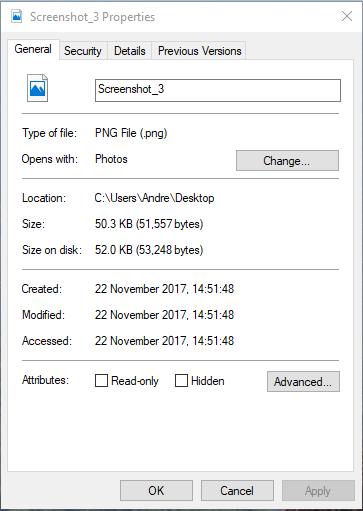 Screenshot_3 Properties
General Security Details Previous Versions
Screenshot_3
Type of file: PNG File (.png)
Opens with: Photos Change...
Location: C:\Users\Andre\Desktop
Size: 50.3 KB (51,557 bytes)
Size on disk: 52.0 KB (53,248 bytes)
Created: 22 November 2017, 14:51:48
Modified: 22 November 2017, 14:51:48
Accessed: 22 November 2017, 14:51:48
Attributes: Read-only Hidden Advanced...
OK Cancel Apply